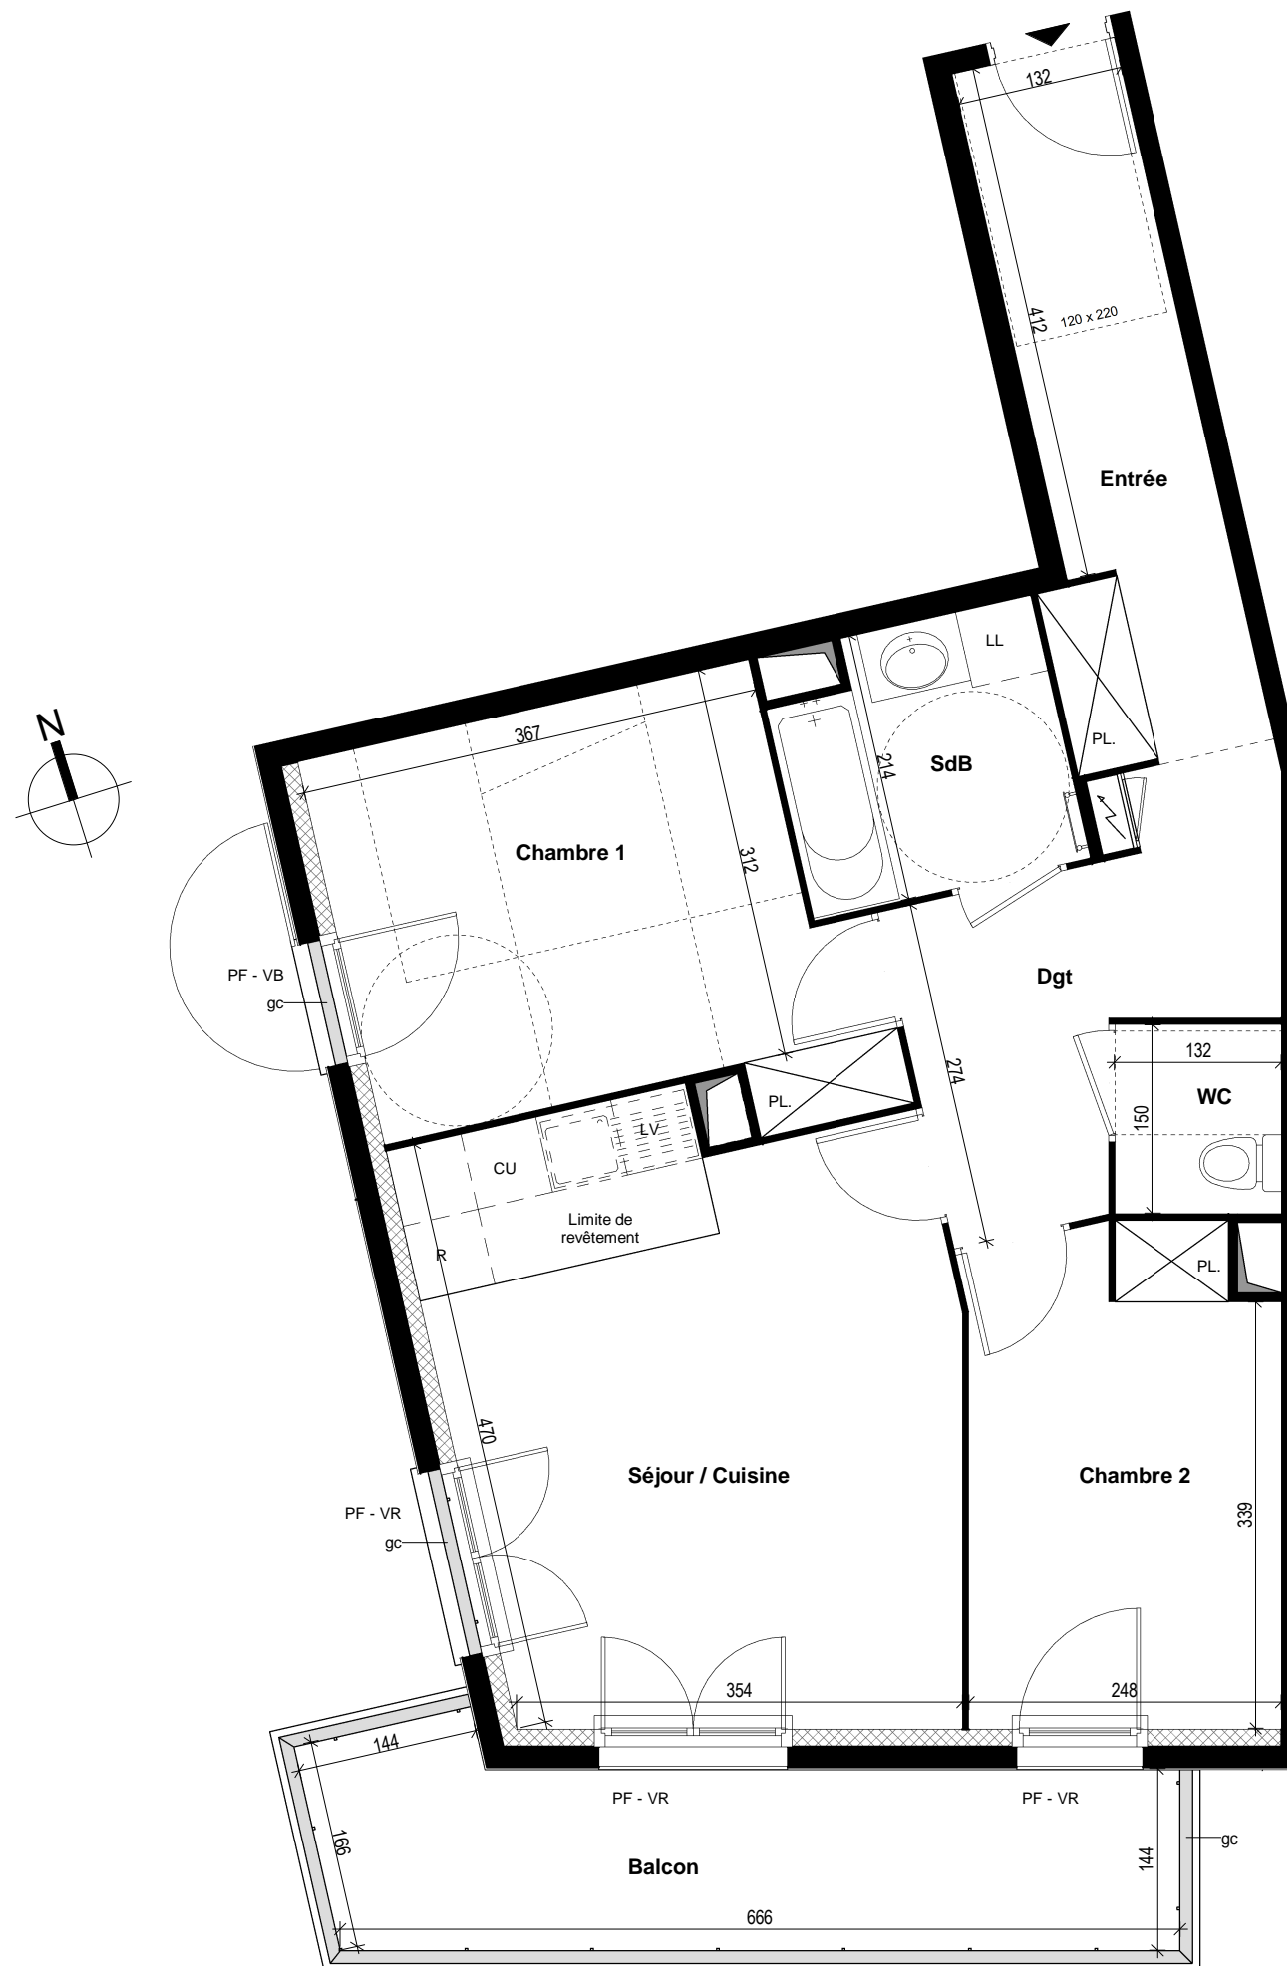 132
412
120 x 220
Entrée
N
LL
PL.
SdB
214
367
Chambre 1
312
PF - VB
gc
Dgt
274
132
WC
150
PL.
LV
CU
Limite de
revêtement
R
PL.
470
Séjour / Cuisine
Chambre 2
339
PF - VR
gc
354
248
144
PF - VR
PF - VR
166
Balcon
144
gc
666